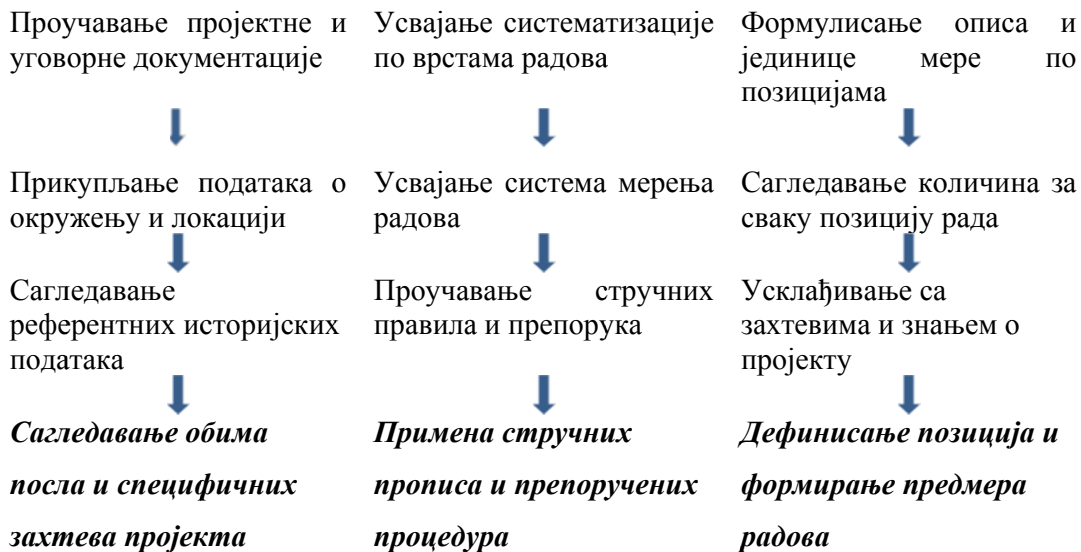 Проучавање пројектне и
уговорне документације
Усвајање систематизације
по врстама радова
Формулисање описа и
јединице мере по
позицијама
Прикупљање података о
окружењу и локацији
Усвајање система мерења
радова
Сагледавање количина за
сваку позицију рада
Сагледавање
референтних историјских
података
Проучавање стручних
правила и препорука
Усклађивање са
захтевима и знањем о
пројекту
Сагледавање обима
посла и специфичних
захтева пројекта
Примена стручних
прописа и препоручених
процедура
Дефинисање позиција и
формирање предмера
радова